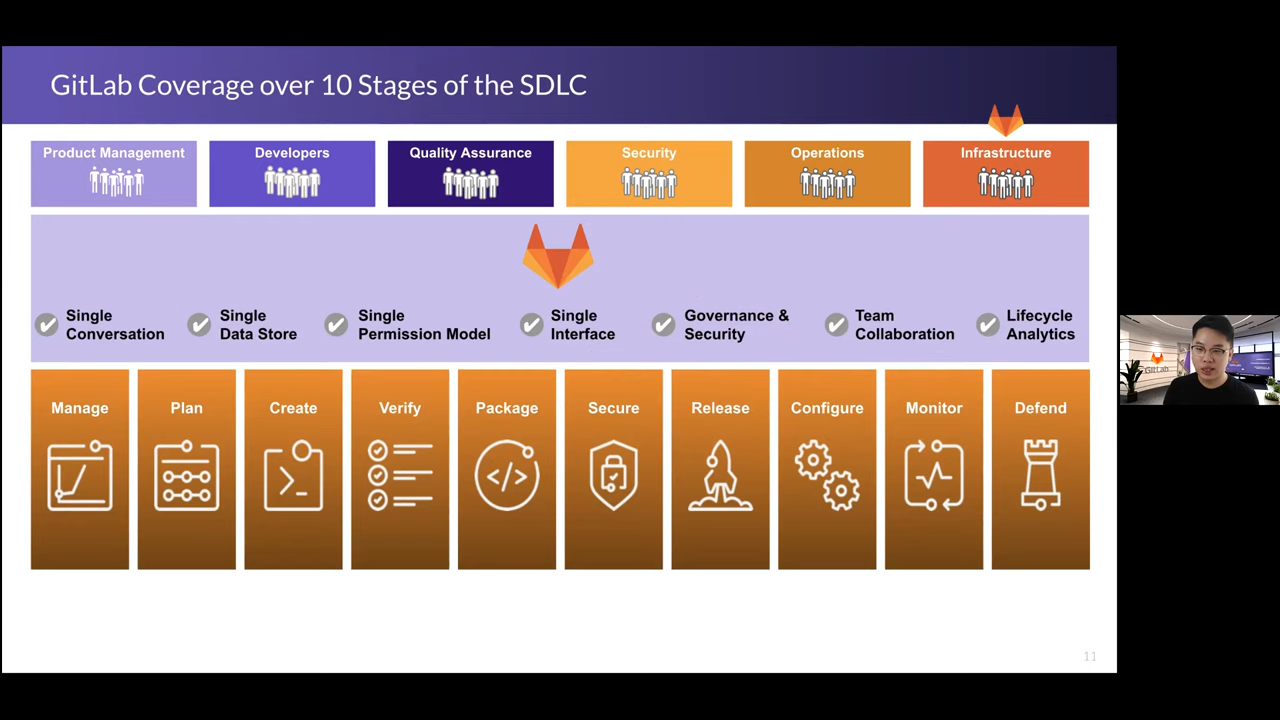 GitLab Coverage over 10 Stages of the SDLC
Product Management
Developers
Quality Assurance
Security
Operations
Infrastructure
Single
Conversation
Single
Data Store
Single
Permission Model
Single
Interface
Governance &
Security
Team
Collaboration
Lifecycle
Analytics
Manage
Plan
Create
Verify
Package
Secure
Release
Configure
Monitor
Defend
11
GitLab